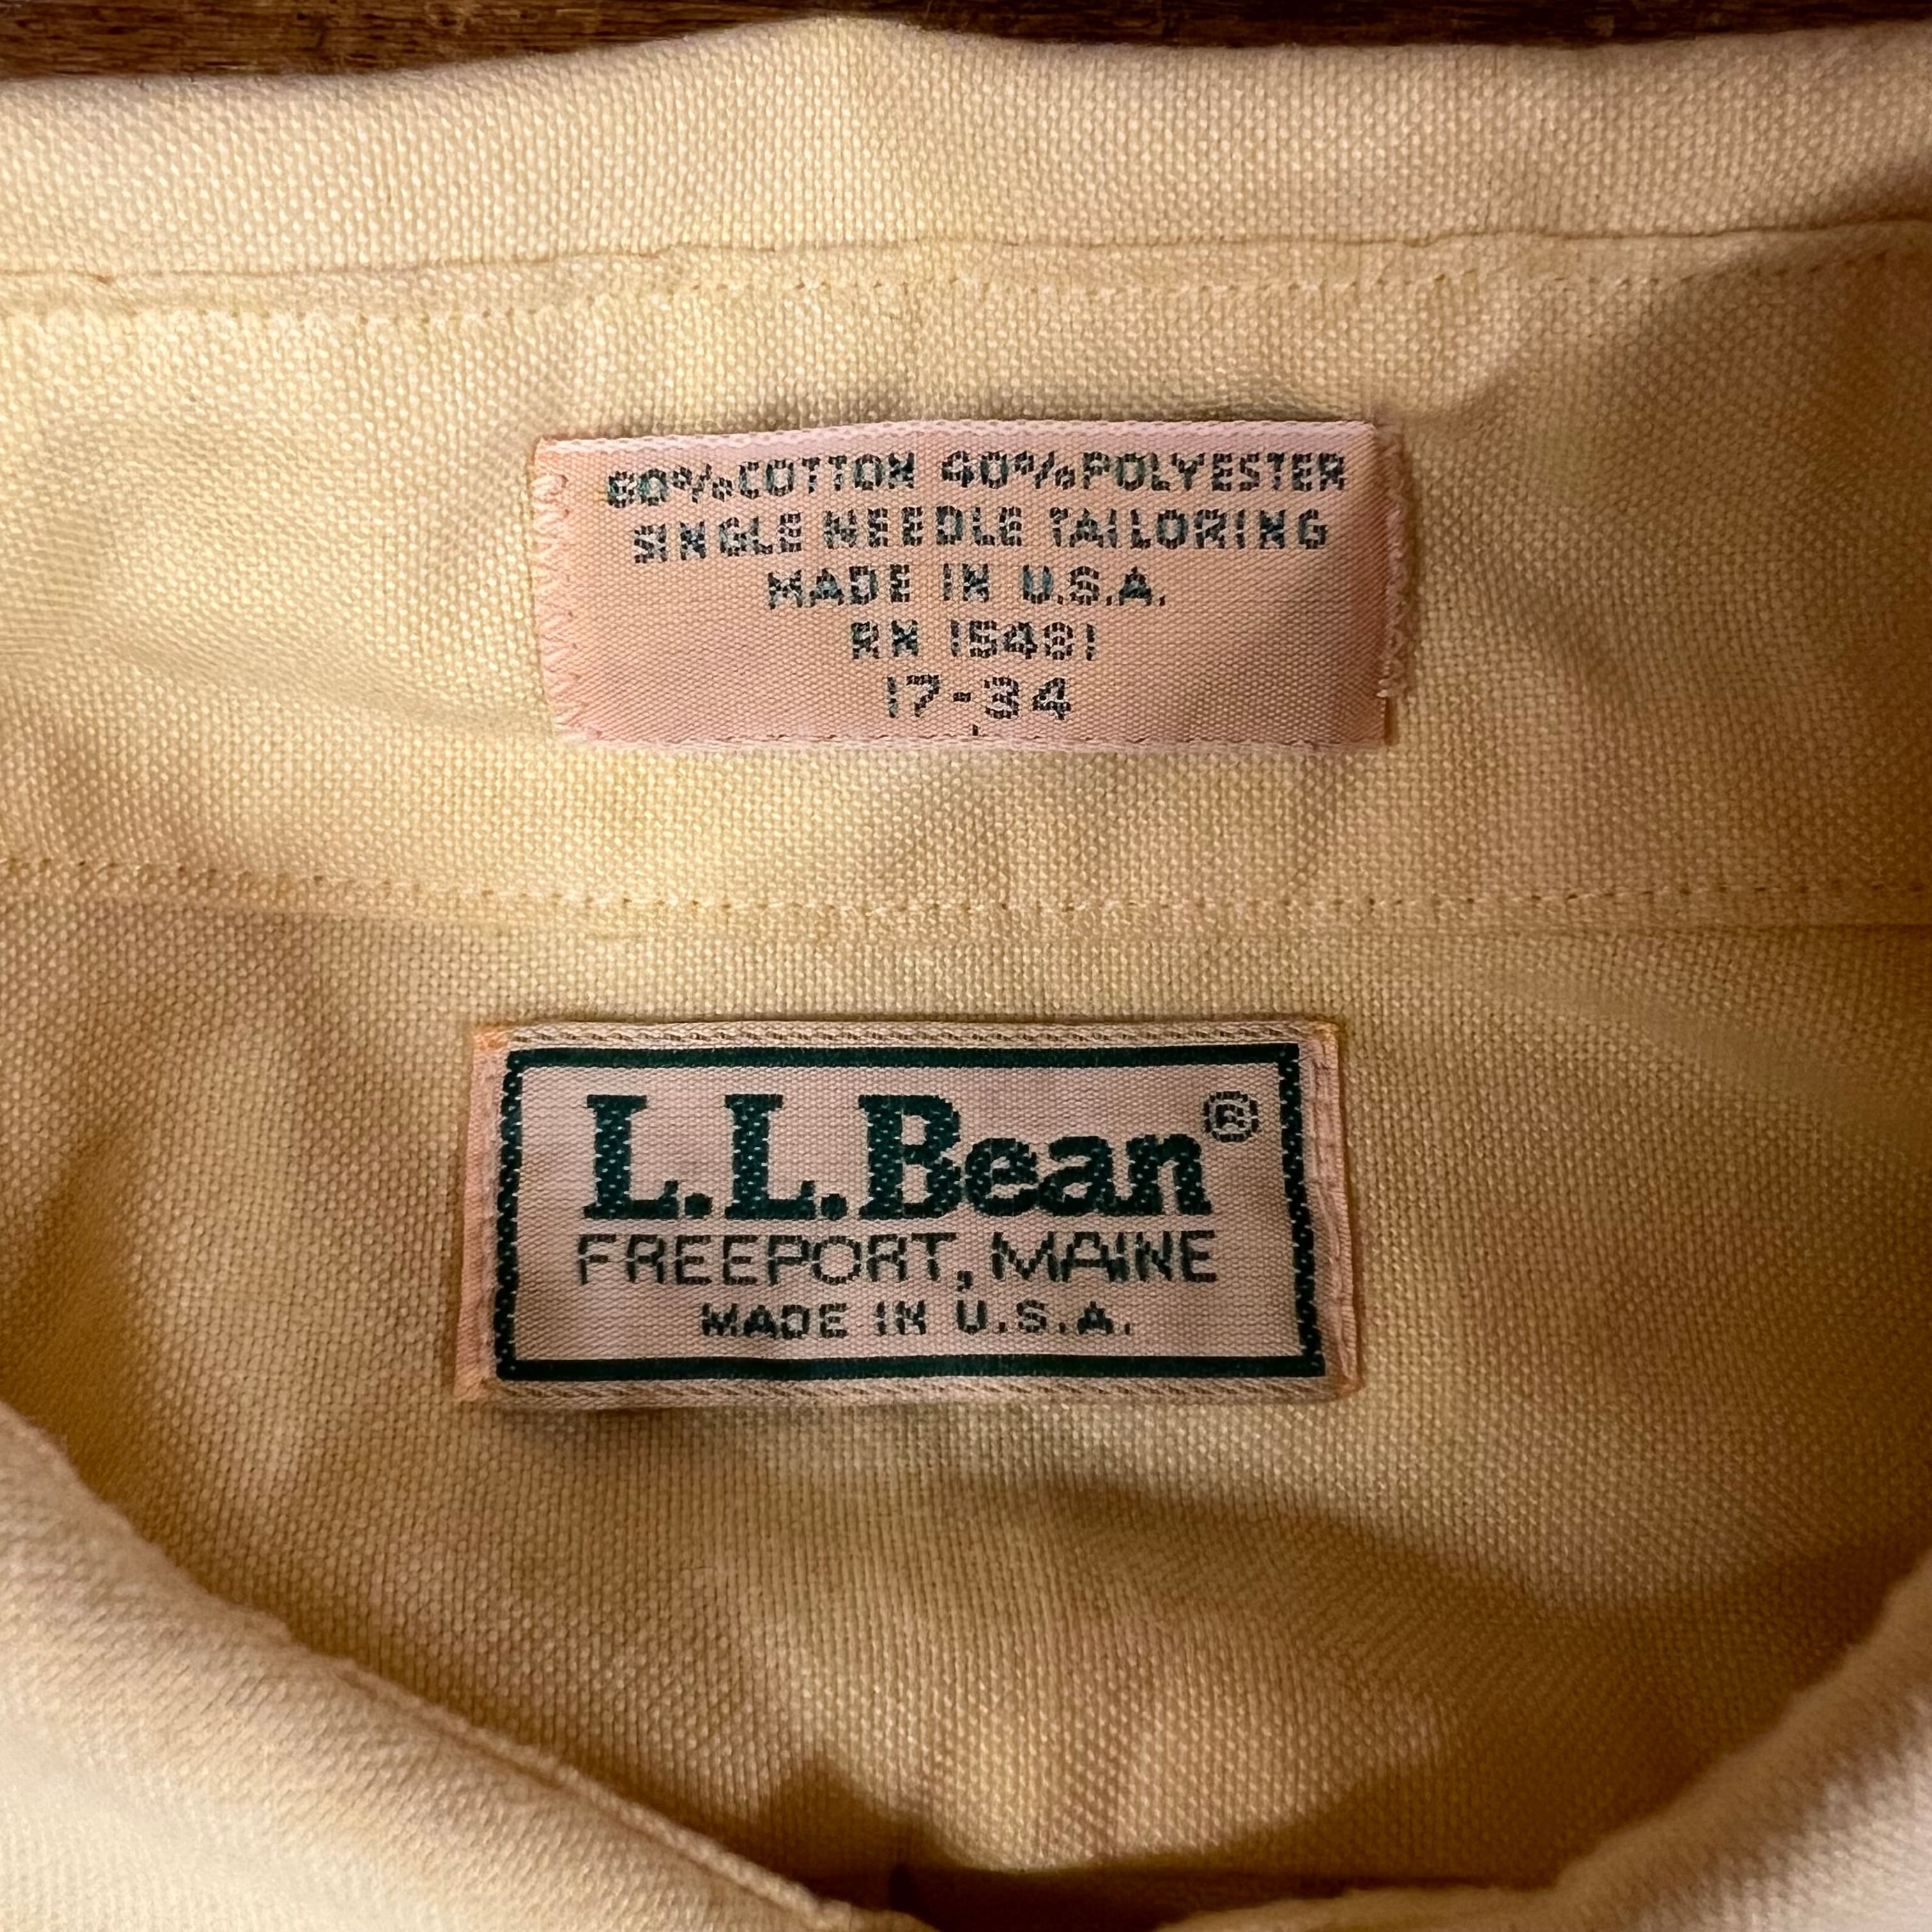 60% COTTON 40% POLYESTER
SINGLE NEEDLE TAILORING
MADE IN U.S.A.
RN 15481
17-34
L.L.Bean®
FREEPORT, MAINE
MADE IN U.S.A.